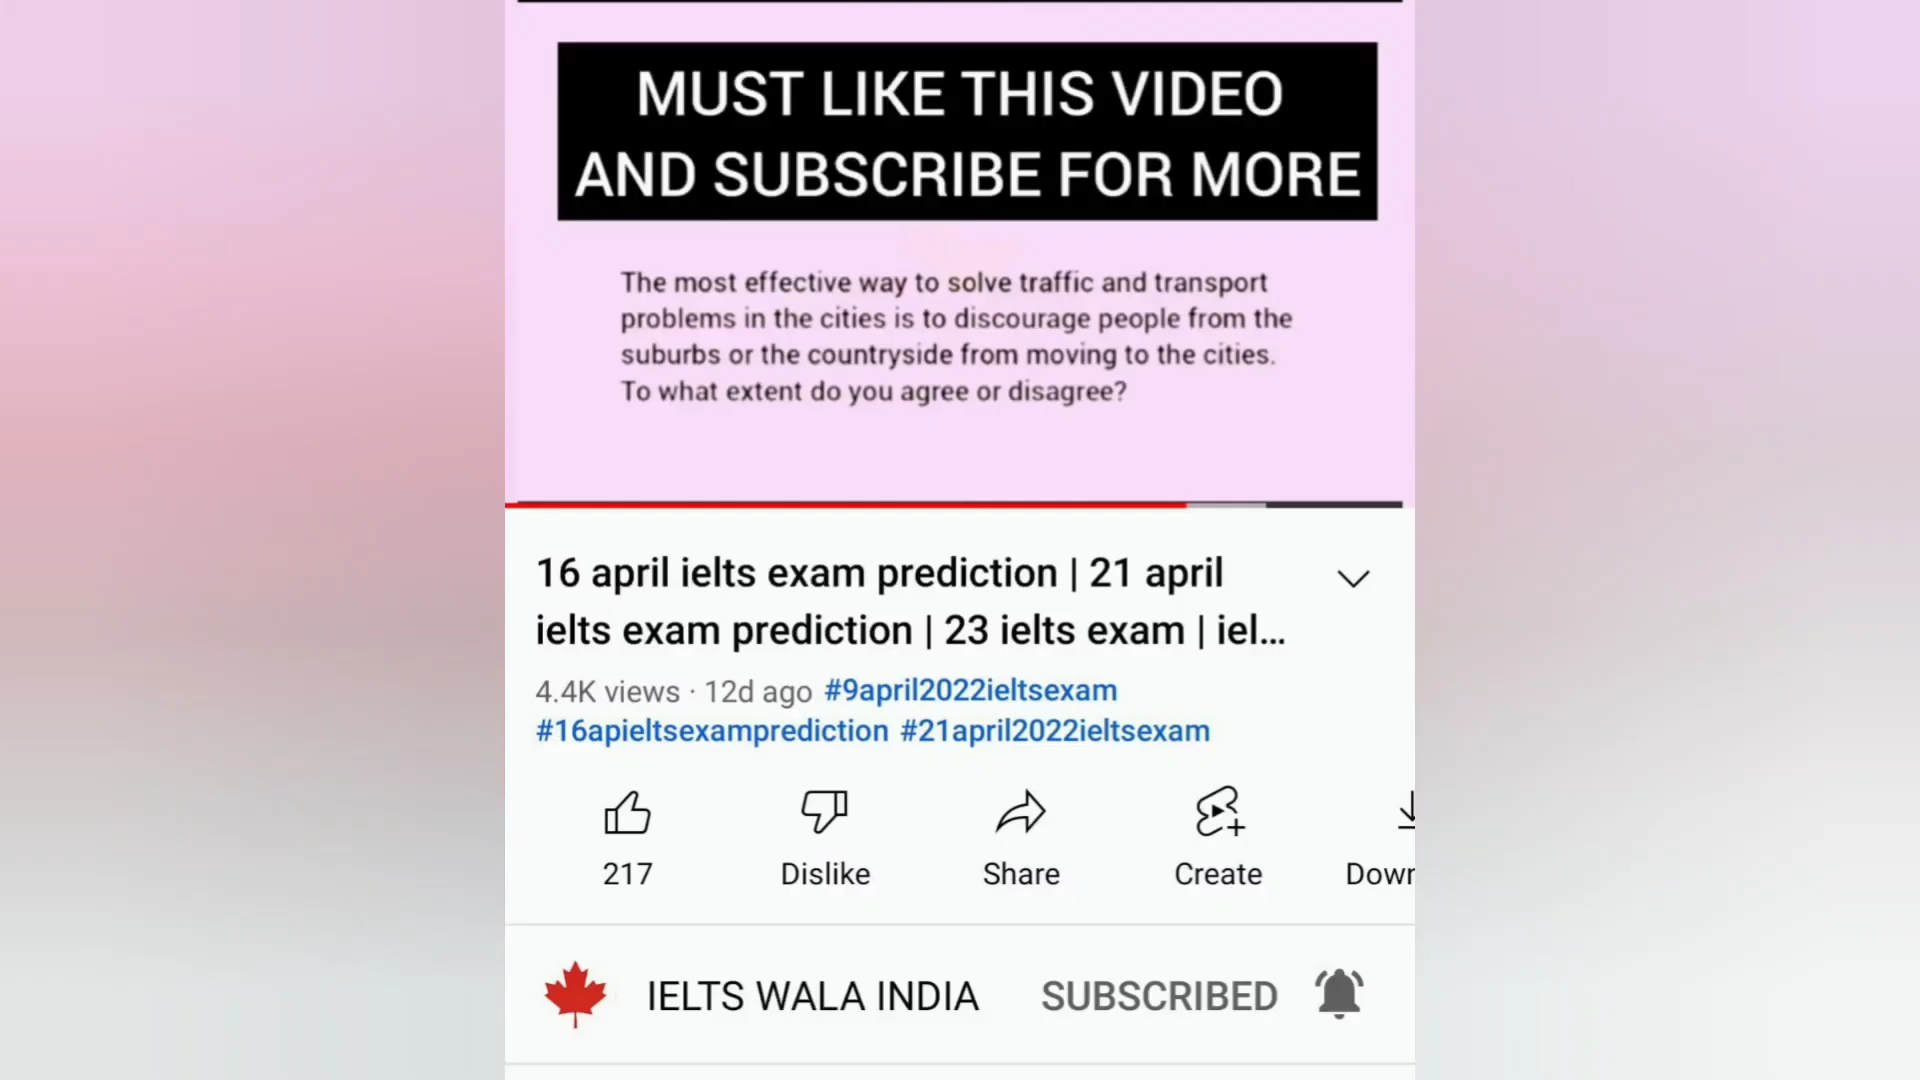 MUST LIKE THIS VIDEO
AND SUBSCRIBE FOR MORE
The most effective way to solve traffic and transport
problems in the cities is to discourage people from the
suburbs or the countryside from moving to the cities.
To what extent do you agree or disagree?
16 april ielts exam prediction | 21 april
ielts exam prediction | 23 ielts exam | iel...
4.4K views · 12d ago #9april2022ieltsexam
#16apieltsexamprediction #21april2022ieltsexam
217 Dislike Share Create Down
IELTS WALA INDIA SUBSCRIBED